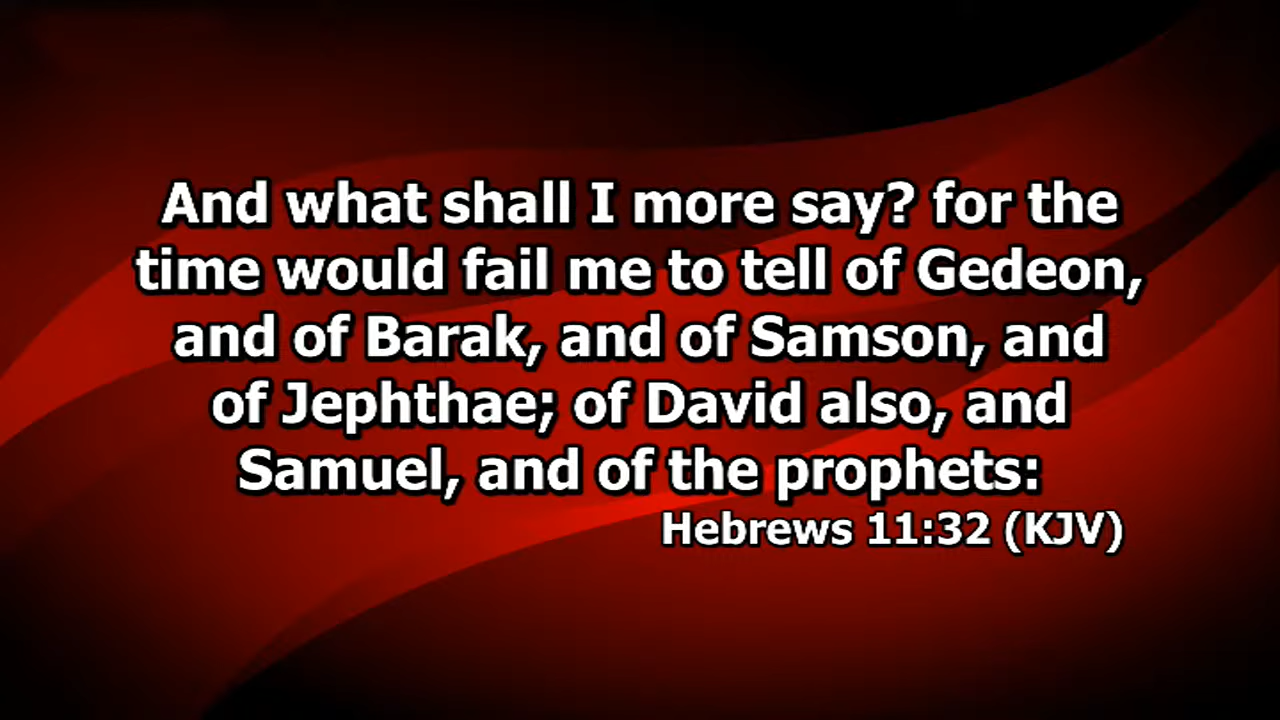 And what shall I more say? for the
time would fail me to tell of Gedeon,
and of Barak, and of Samson, and
of Jephthae; of David also, and
Samuel, and of the prophets:
Hebrews 11:32 (KJV)